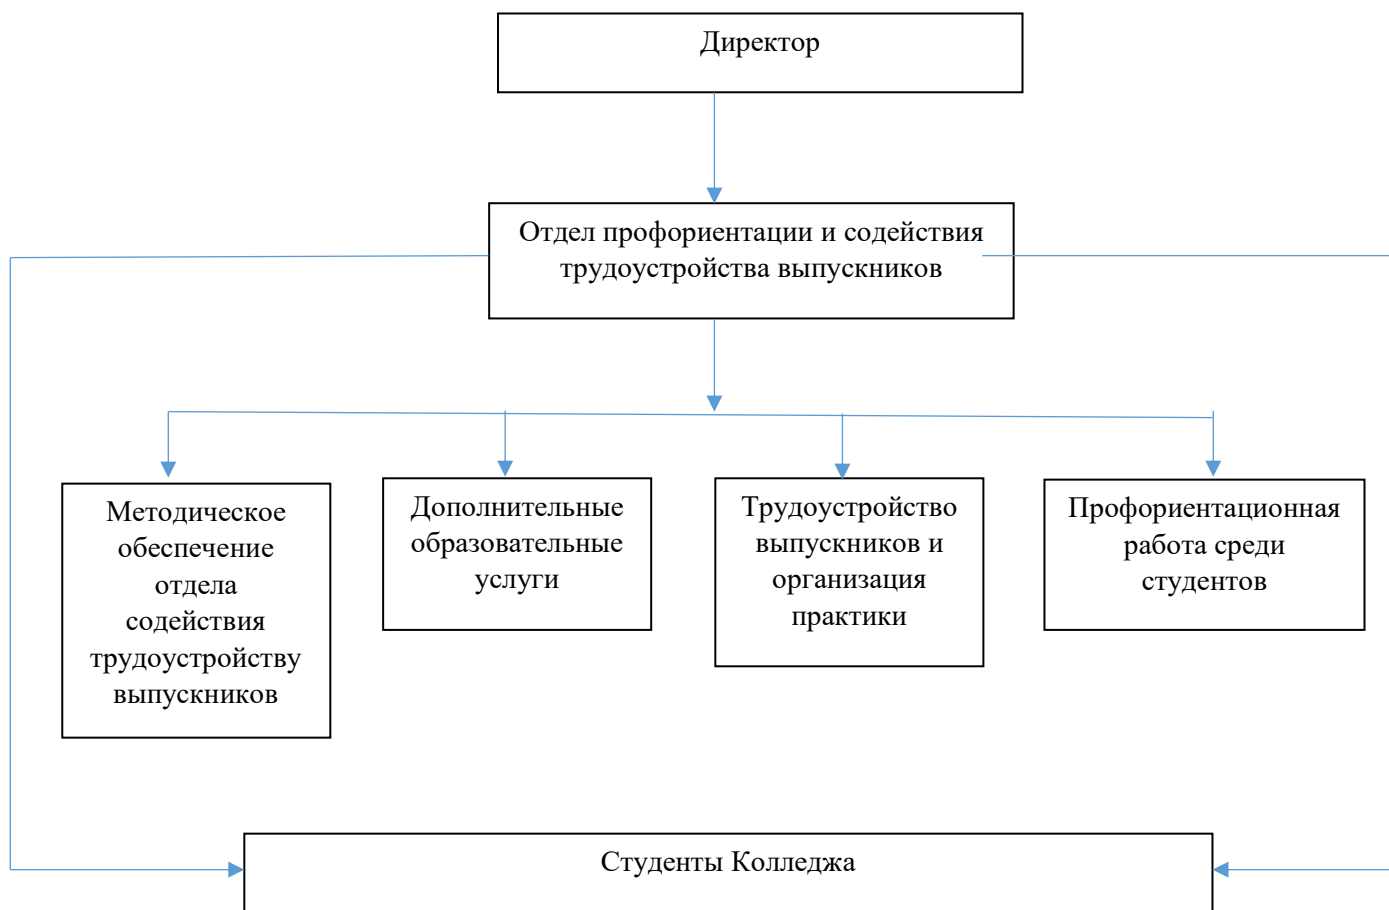 Директор
Отдел профориентации и содействия
трудоустройства выпускников
Методическое
обеспечение
отдела
содействия
трудоустройству
выпускников
Дополнительные
образовательные
услуги
Трудоустройство
выпускников и
организация
практики
Профориентационная
работа среди
студентов
Студенты Колледжа